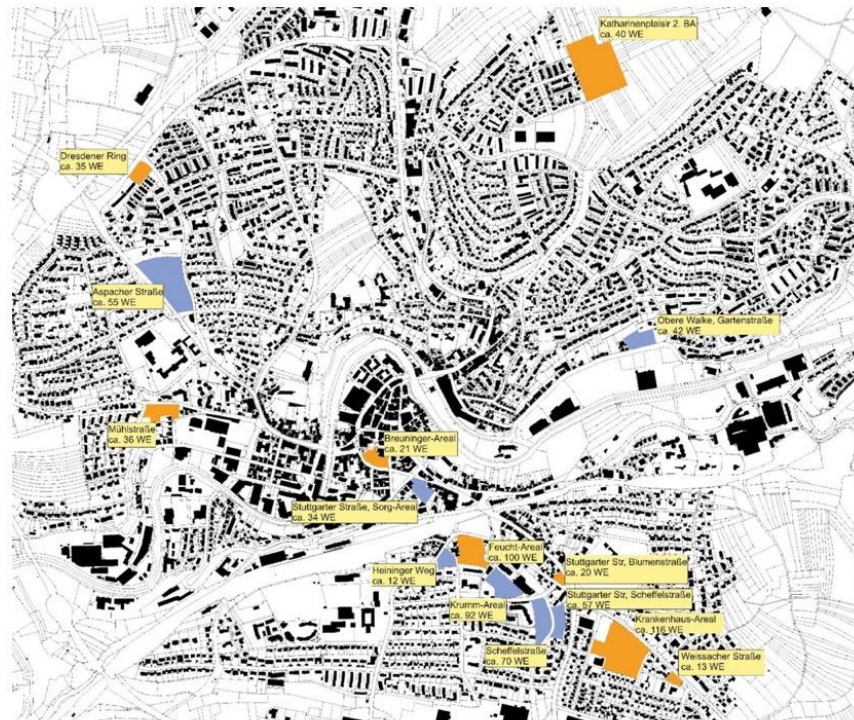 Katharinenplaisir 2. BA
ca. 40 WE
Dresdener Ring
ca. 35 WE
Aspacher Straße
ca. 55 WE
Obere Walke, Gartenstraße
ca. 42 WE
Mühlstraße
ca. 36 WE
Breuninger-Areal
ca. 21 WE
Stuttgarter Straße, Sorg-Areal
ca. 34 WE
Feucht-Areal
ca. 100 WE
Heininger Weg
ca. 12 WE
Stuttgarter Str, Blumenstraße
ca. 20 WE
Stuttgarter Str, Scheffelstraße
ca. 57 WE
Krumm-Areal
ca. 92 WE
Krankenhaus-Areal
ca. 116 WE
Scheffelstraße
ca. 70 WE
Weissacher Straße
ca. 13 WE